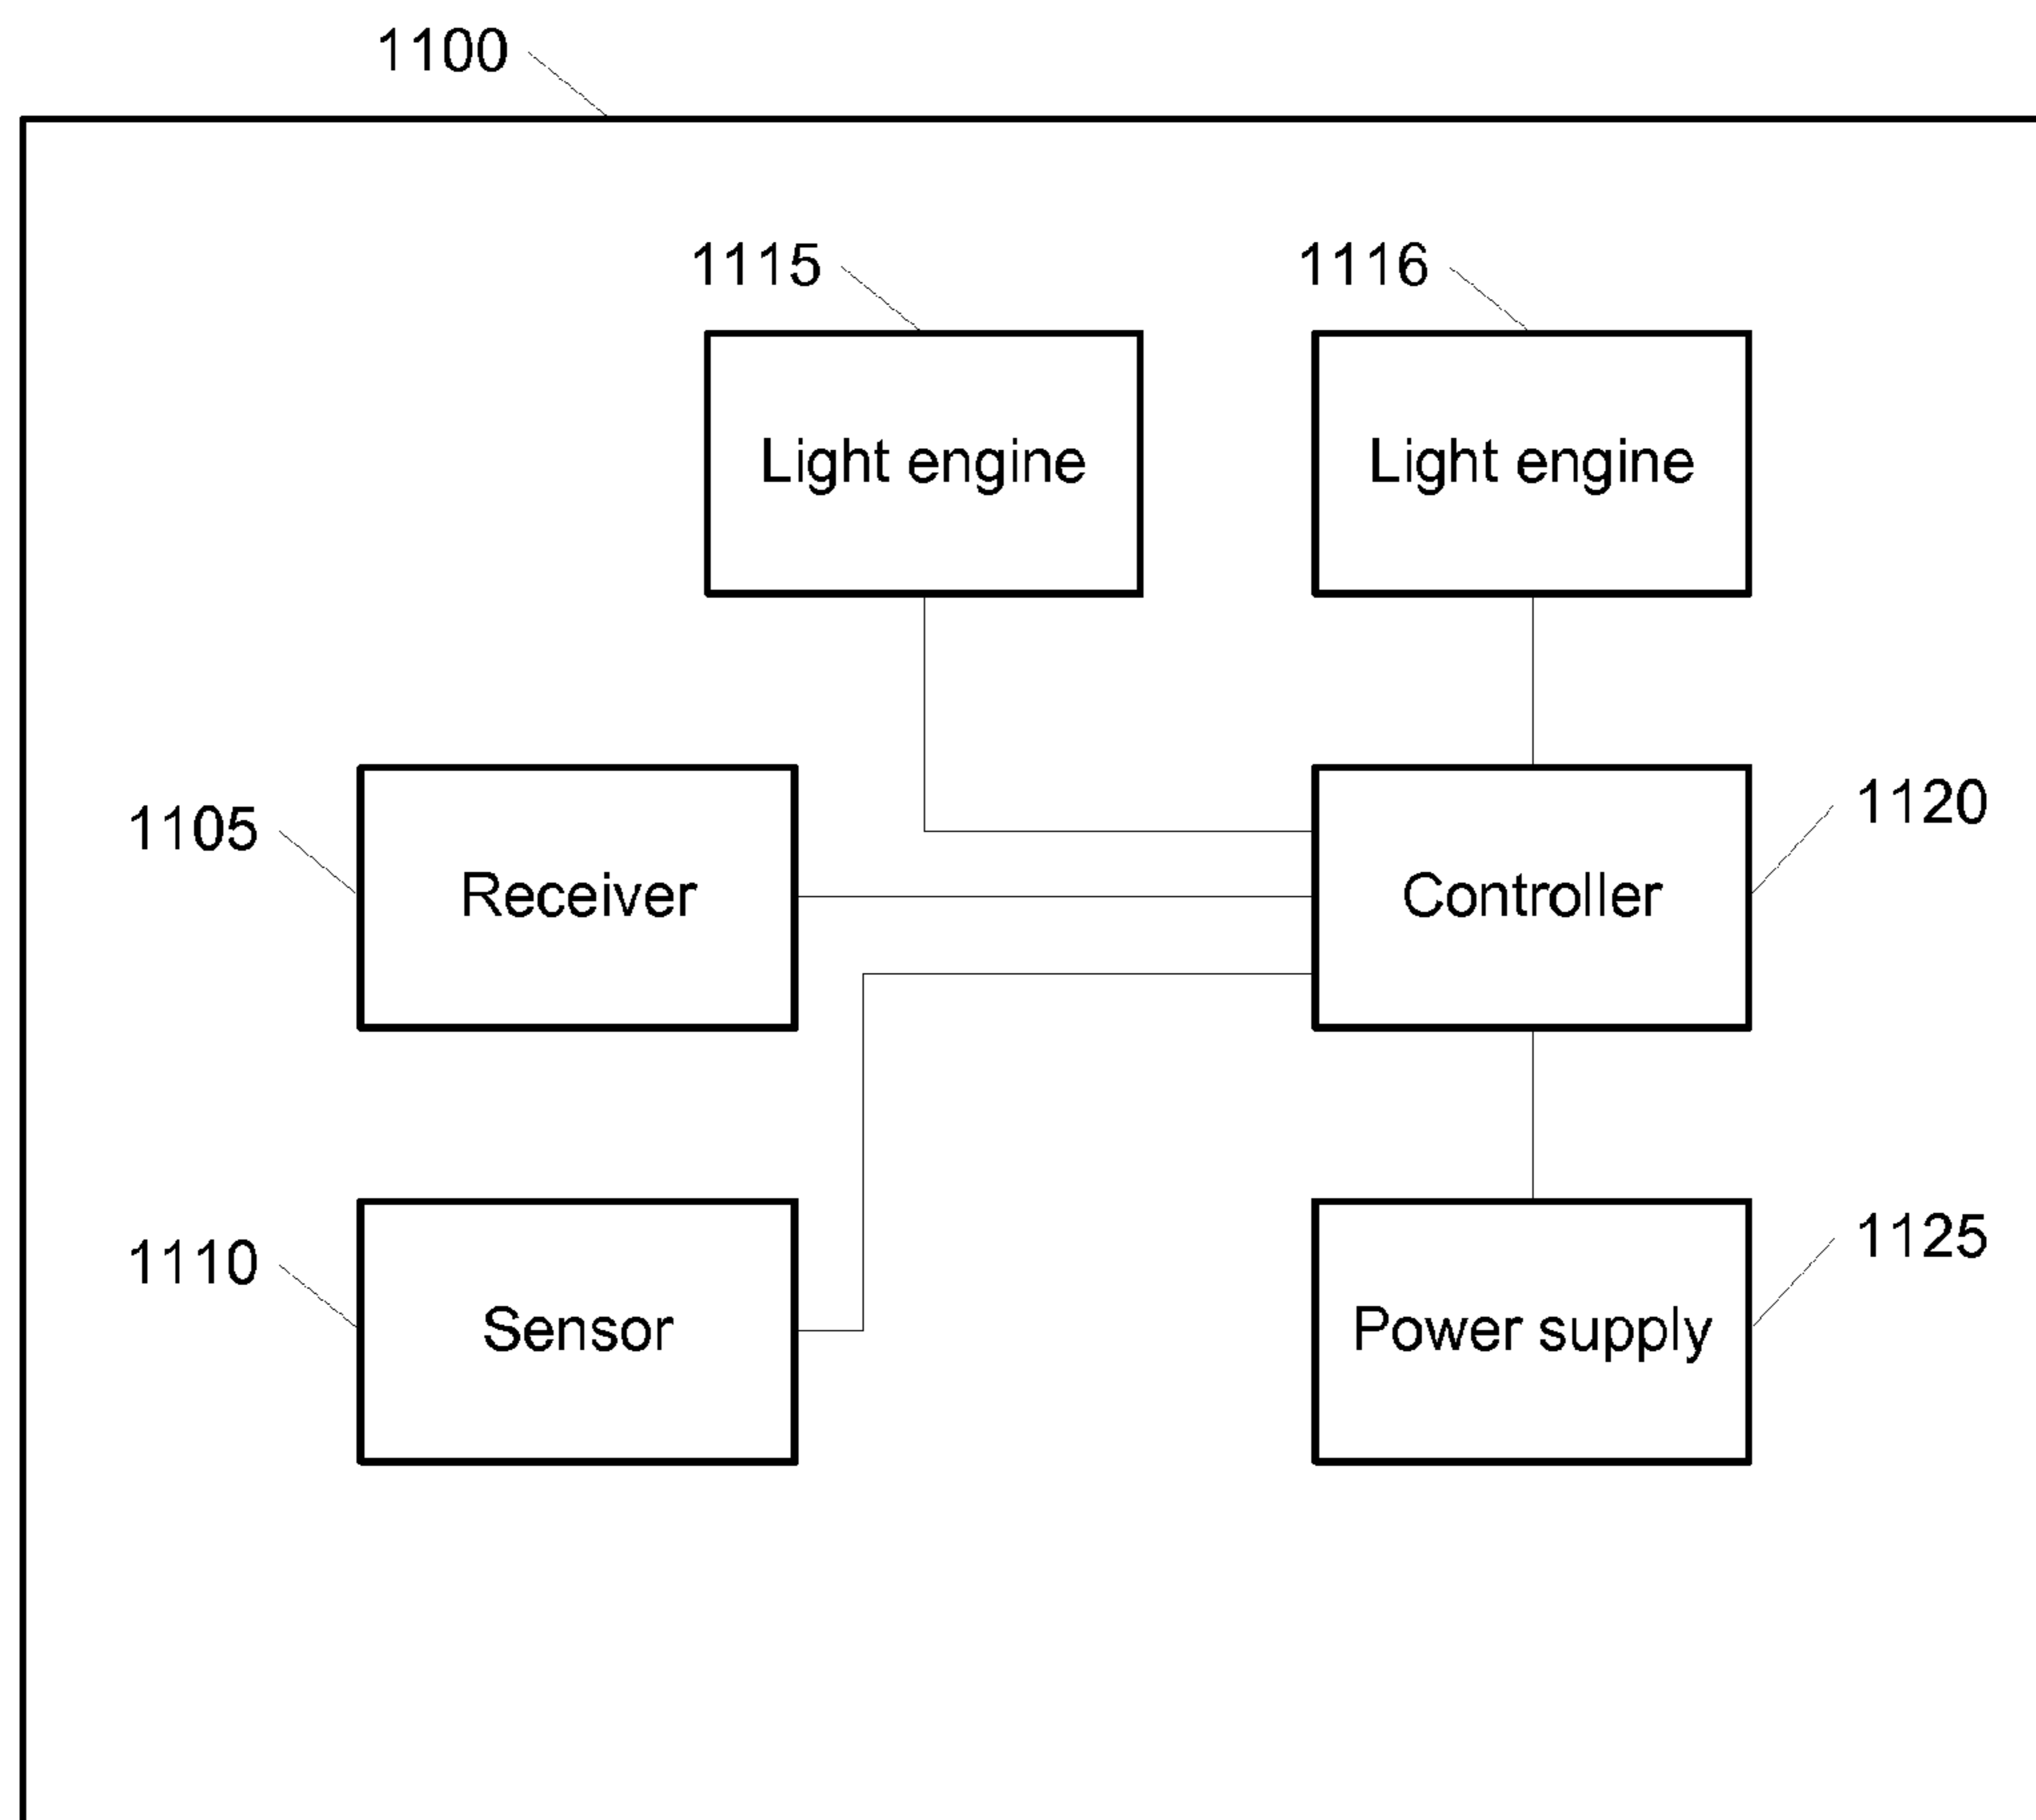 1100
1115
1116
Light engine
Light engine
1105
1120
Receiver
Controller
1110
1125
Sensor
Power supply